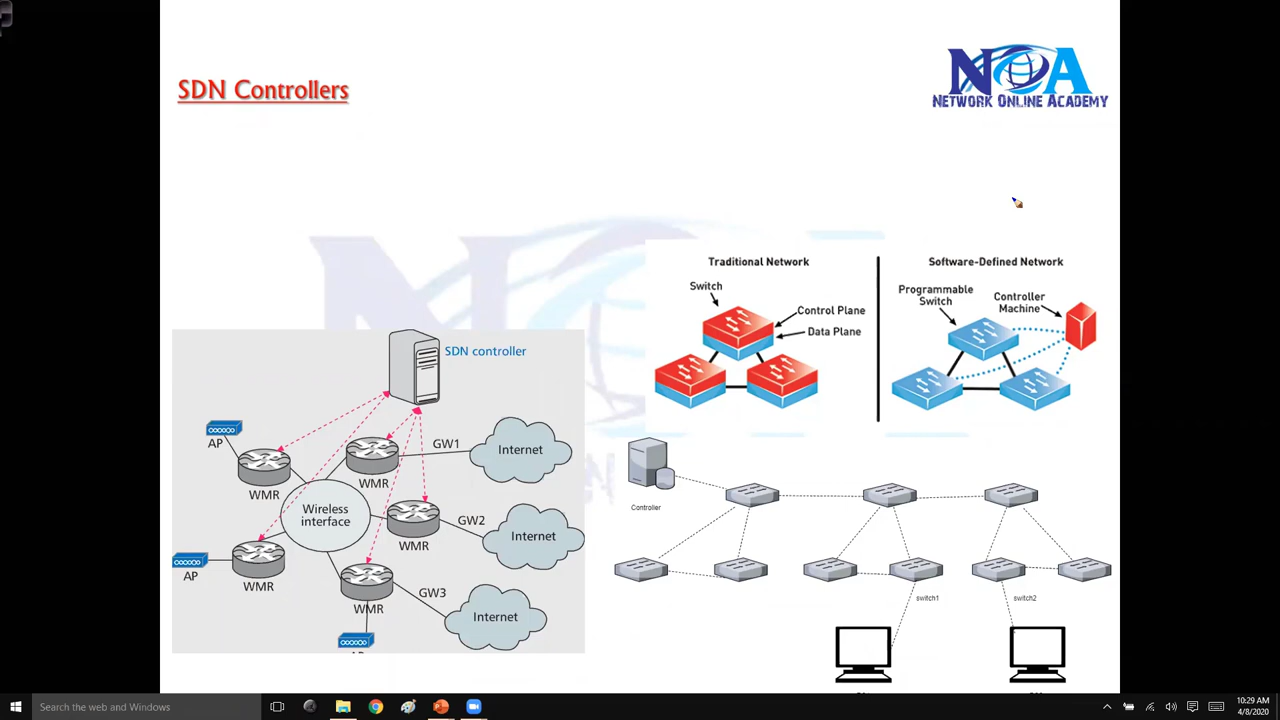 SDN Controllers
NOA
NETWORK ONLINE ACADEMY
Traditional Network
Switch
Control Plane
Data Plane
Software-Defined Network
Programmable
Switch
Controller
Machine
SDN controller
AP
WMR
WMR
GW1
Internet
Wireless
interface
WMR
GW2
Internet
AP
WMR
WMR
GW3
Internet
Controller
switch1
switch2
Search the web and Windows
10:29 AM
4/8/2020